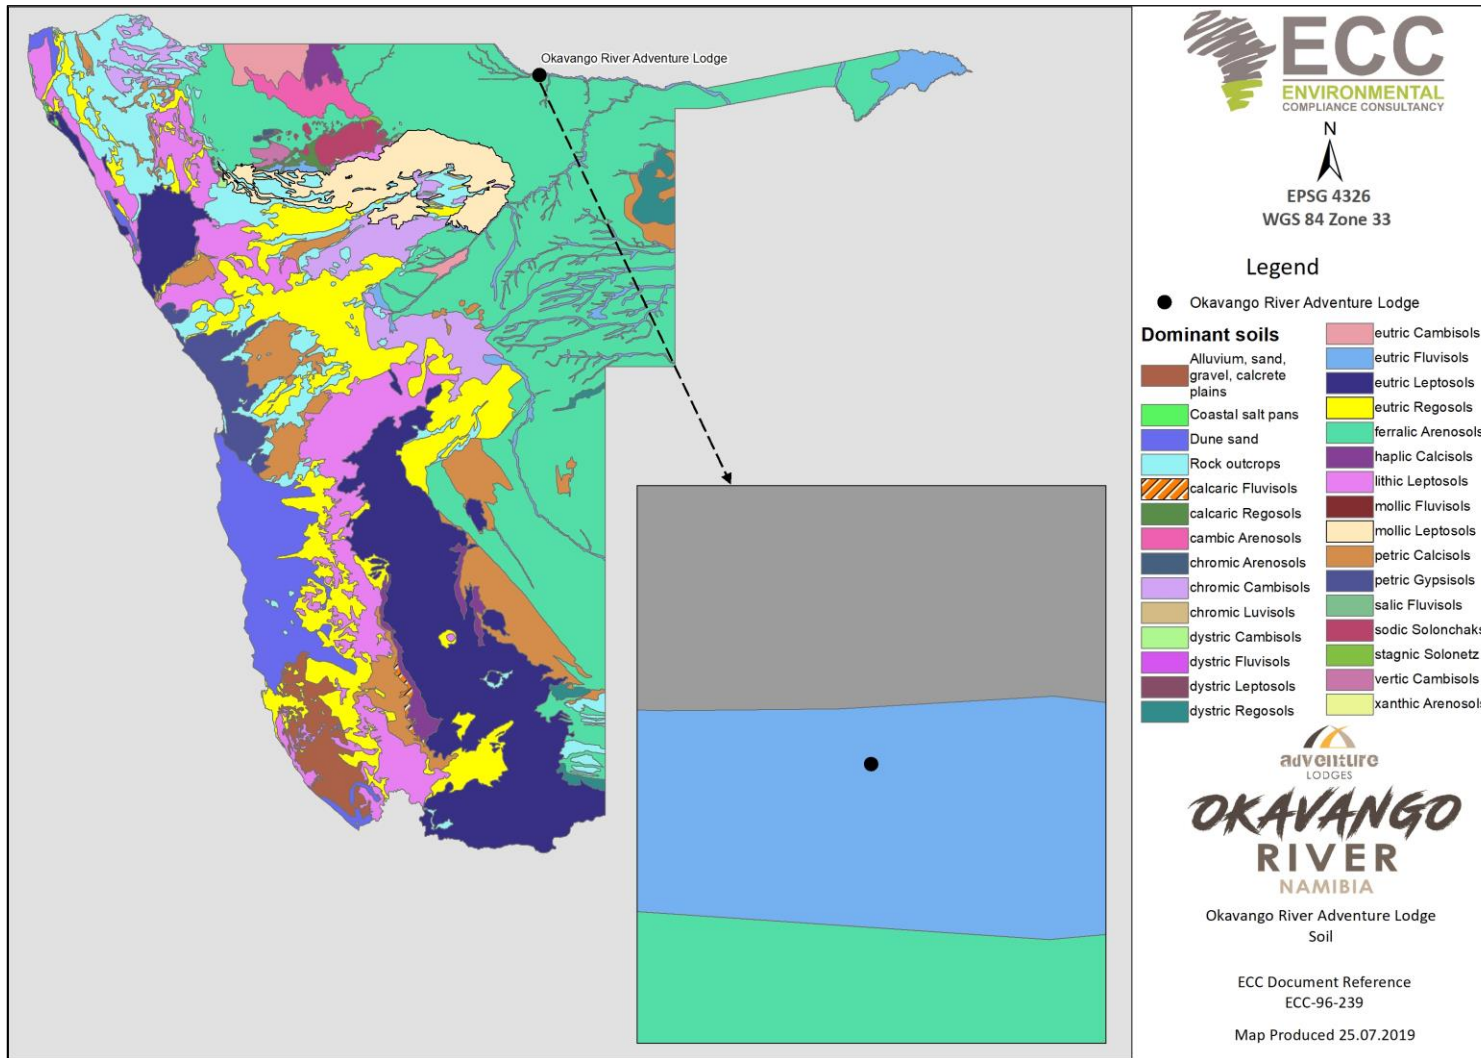 Okavango River Adventure Lodge
ECC
ENVIRONMENTAL
COMPLIANCE CONSULTANCY
N
EPSG 4326
WGS 84 Zone 33
Legend
Okavango River Adventure Lodge
Dominant soils
Alluvium, sand,
gravel, calcrete
plains
Coastal salt pans
Dune sand
Rock outcrops
calcaric Fluvisols
calcaric Regosols
cambic Arenosols
chromic Arenosols
chromic Cambisols
chromic Luvisols
dystric Cambisols
dystric Fluvisols
dystric Leptosols
dystric Regosols
eutric Cambisols
eutric Fluvisols
eutric Leptosols
eutric Regosols
ferralic Arenosols
haplic Calcisols
lithic Leptosols
mollic Fluvisols
mollic Leptosols
petric Calcisols
petric Gypsisols
salic Fluvisols
sodic Solonchaks
stagnic Solonetz
vertic Cambisols
xanthic Arenosols
adventure
LODGES
OKAVANGO
RIVER
NAMIBIA
Okavango River Adventure Lodge
Soil
ECC Document Reference
ECC-96-239
Map Produced 25.07.2019